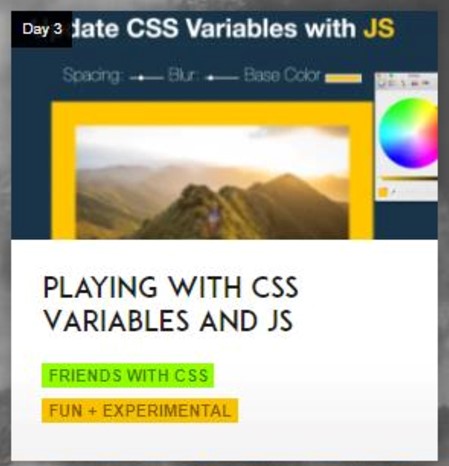 Day 3
date CSS Variables with JS
Spacing: Blur: Base Color
PLAYING WITH CSS
VARIABLES AND JS
FRIENDS WITH CSS
FUN + EXPERIMENTAL